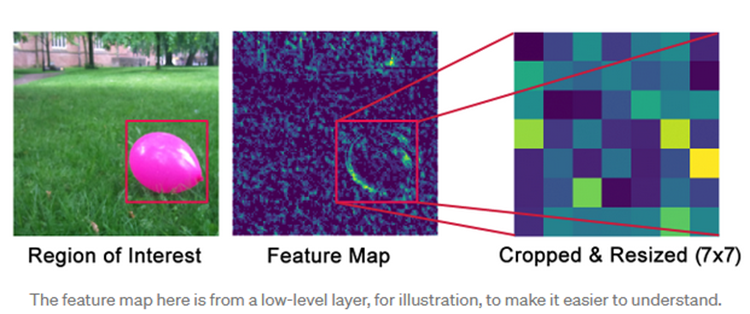 Region of Interest
Feature Map
Cropped & Resized (7x7)
The feature map here is from a low-level layer, for illustration, to make it easier to understand.